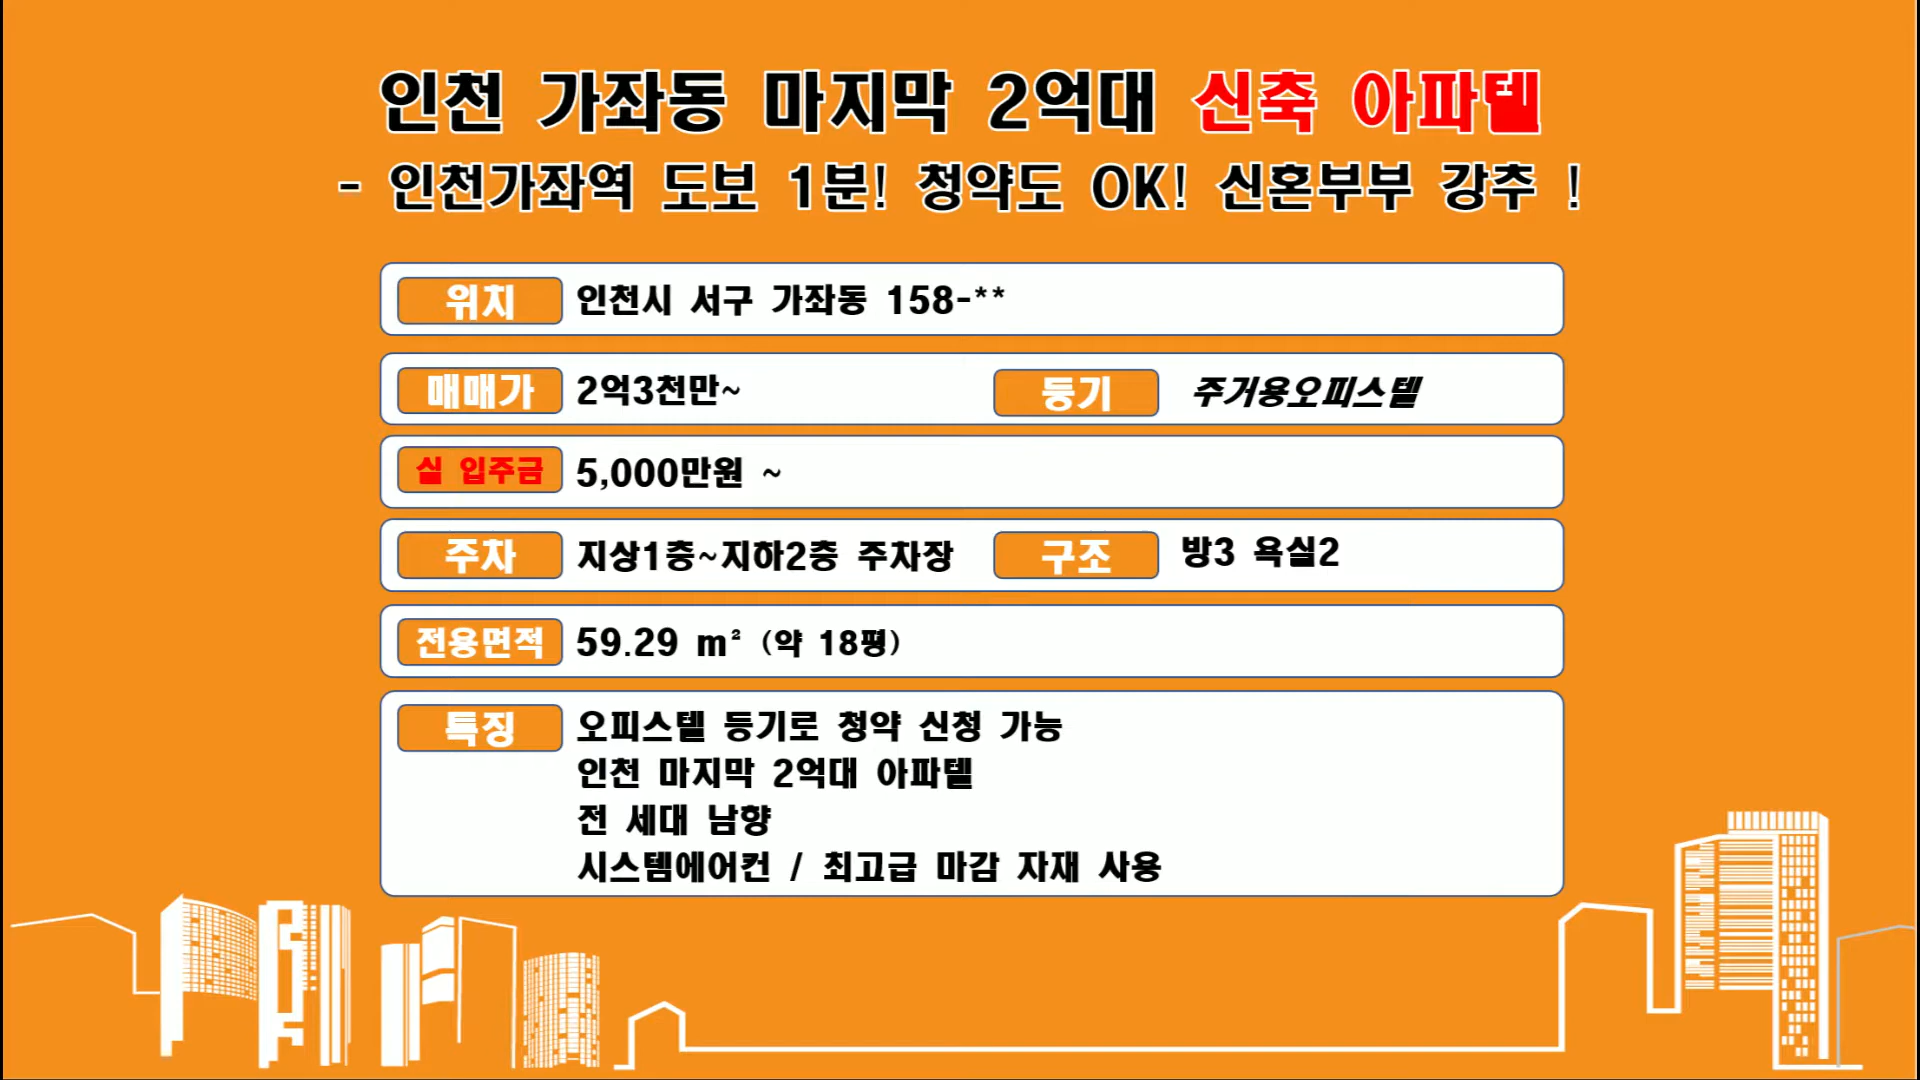 인천 가좌동 마지막 2억대 신축 아파텔
- 인천가좌역 도보 1분! 청약도 OK! 신혼부부 강추 !
위치 인천시 서구 가좌동 158-**
매매가 2억3천만~ 등기 주거용오피스텔
실 입주금 5,000만원 ~
주차 지상1층~지하2층 주차장 구조 방3 욕실2
전용면적 59.29 m² (약 18평)
특징 오피스텔 등기로 청약 신청 가능
인천 마지막 2억대 아파텔
전 세대 남향
시스템에어컨 / 최고급 마감 자재 사용